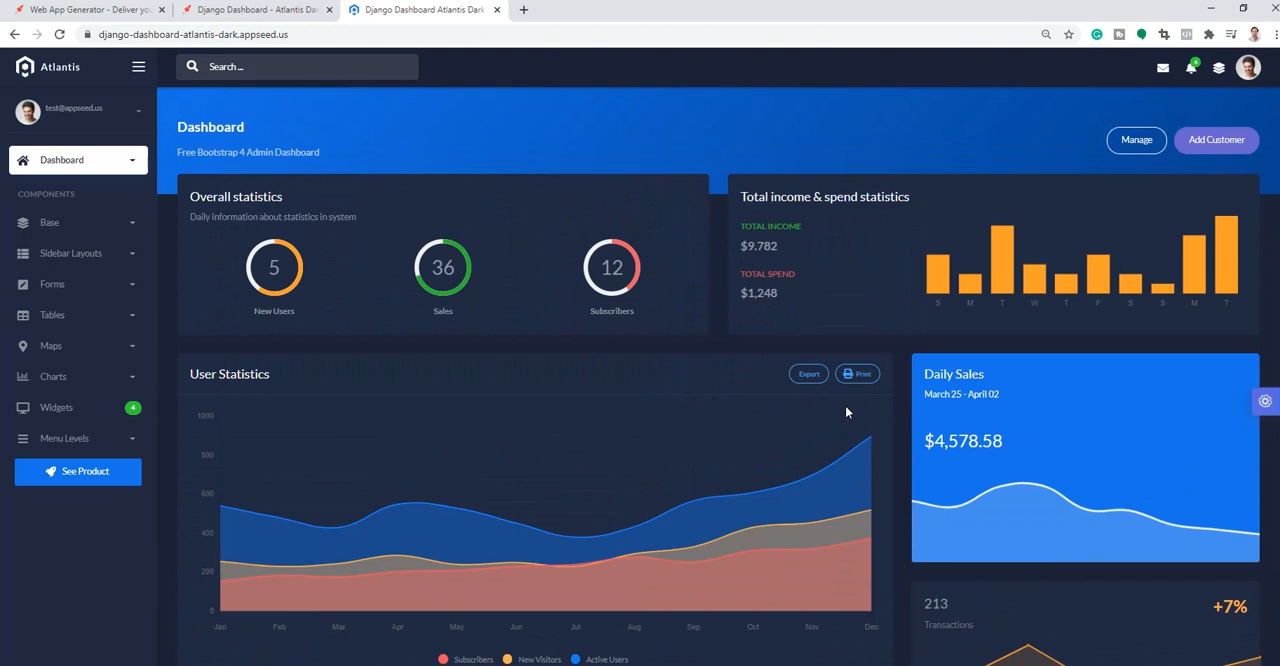 Web App Generator - Deliver you
Django Dashboard - Atlantis Dar
Django Dashboard Atlantis Dark
django-dashboard-atlantis-dark.appseed.us
Atlantis
Search ...
4
test@appseed.us
Dashboard
COMPONENTS
Base
Sidebar Layouts
Forms
Tables
Maps
Charts
Widgets 4
Menu Levels
See Product
Dashboard
Free Bootstrap 4 Admin Dashboard
Manage
Add Customer
Overall statistics
Daily information about statistics in system
5 36 12
New Users Sales Subscribers
Total income & spend statistics
TOTAL INCOME
$9.782
TOTAL SPEND
$1,248
S M T W T F S S M T
User Statistics
Export
Print
1000
800
600
400
200
0
Jan Feb Mar Apr May Jun Jul Aug Sep Oct Nov Dec
Subscribers New Visitors Active Users
Daily Sales
March 25 - April 02
$4,578.58
213
+7%
Transactions